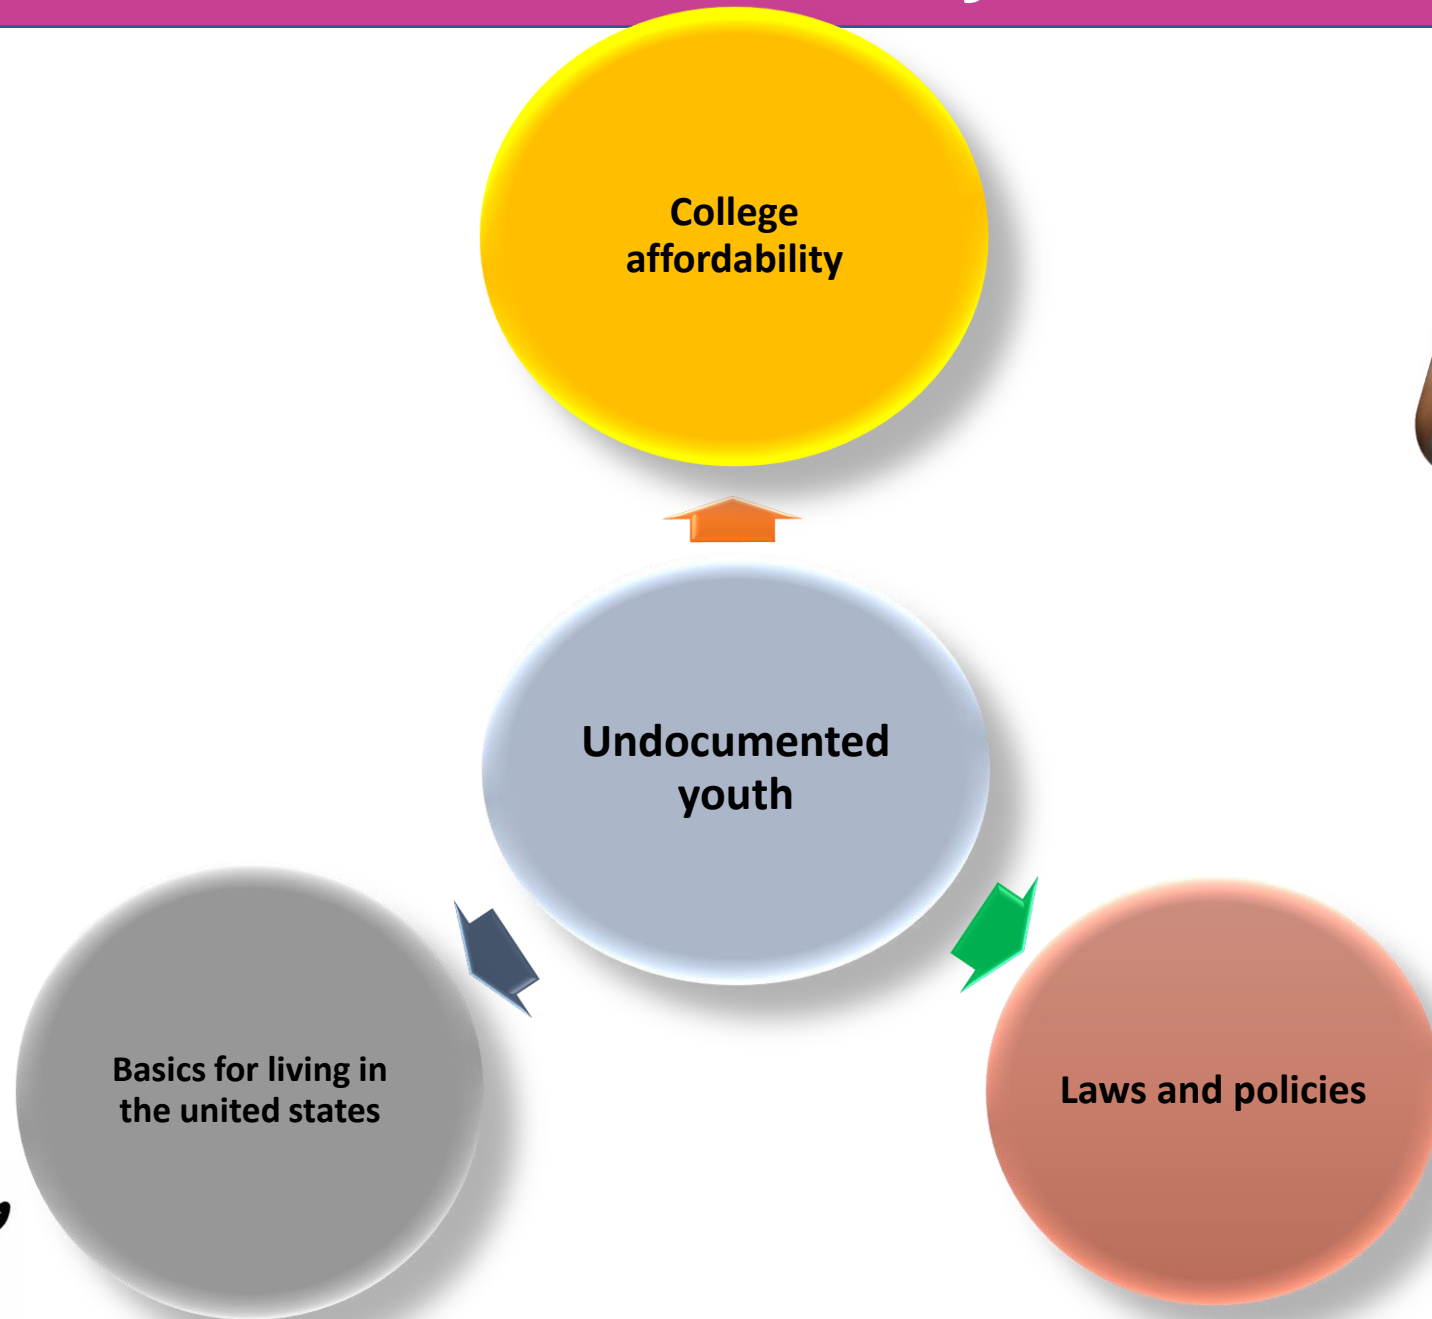 College
affordability
Undocumented
youth
Basics for living in
the united states
Laws and policies